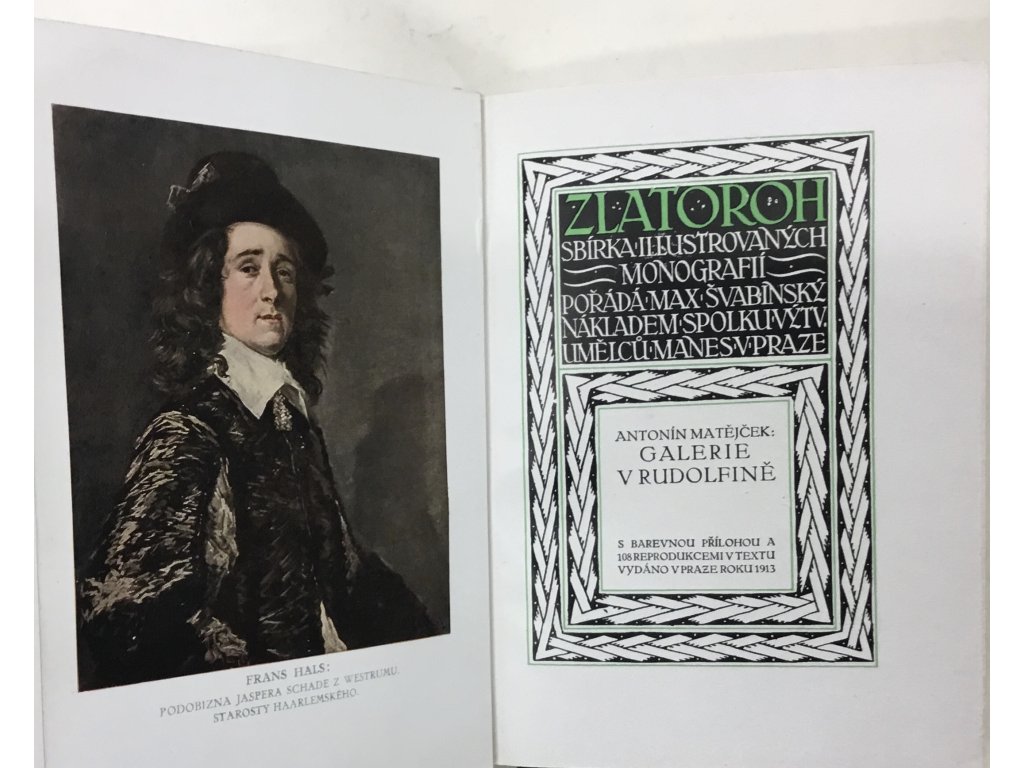 FRANS HALS:
PODOBIZNA JASPERA SCHADE Z WESTRUMU,
STAROSTY HAARLEMSKÉHO.
ZLATOROH
SBÍRKA·ILLUSTROVANÝCH
MONOGRAFIÍ
POŘÁDÁ·MAX·ŠVABÍNSKÝ
NÁKLADEM·SPOLKU·VÝTV.
UMĚLCŮ·MANES·V·PRAZE
ANTONÍN MATĚJČEK:
GALERIE
V RUDOLFINĚ
S BAREVNOU PŘÍLOHOU A
108 REPRODUKCEMI V TEXTU
VYDÁNO V PRAZE ROKU 1913